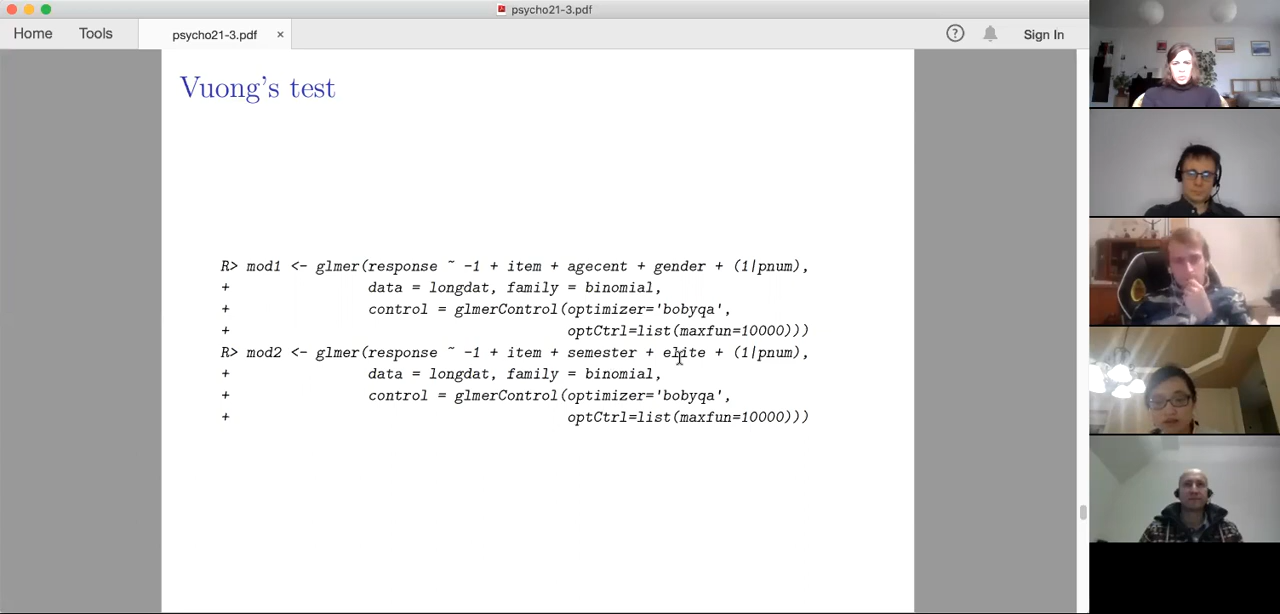 psycho21-3.pdf
Home Tools psycho21-3.pdf × ? Sign In
Vuong's test
R> mod1 <- glmer(response ~ -1 + item + agecent + gender + (1|pnum),
+ data = longdat, family = binomial,
+ control = glmerControl(optimizer='bobyqa',
+ optCtrl=list(maxfun=10000)))
R> mod2 <- glmer(response ~ -1 + item + semester + elite + (1|pnum),
+ data = longdat, family = binomial,
+ control = glmerControl(optimizer='bobyqa',
+ optCtrl=list(maxfun=10000)))